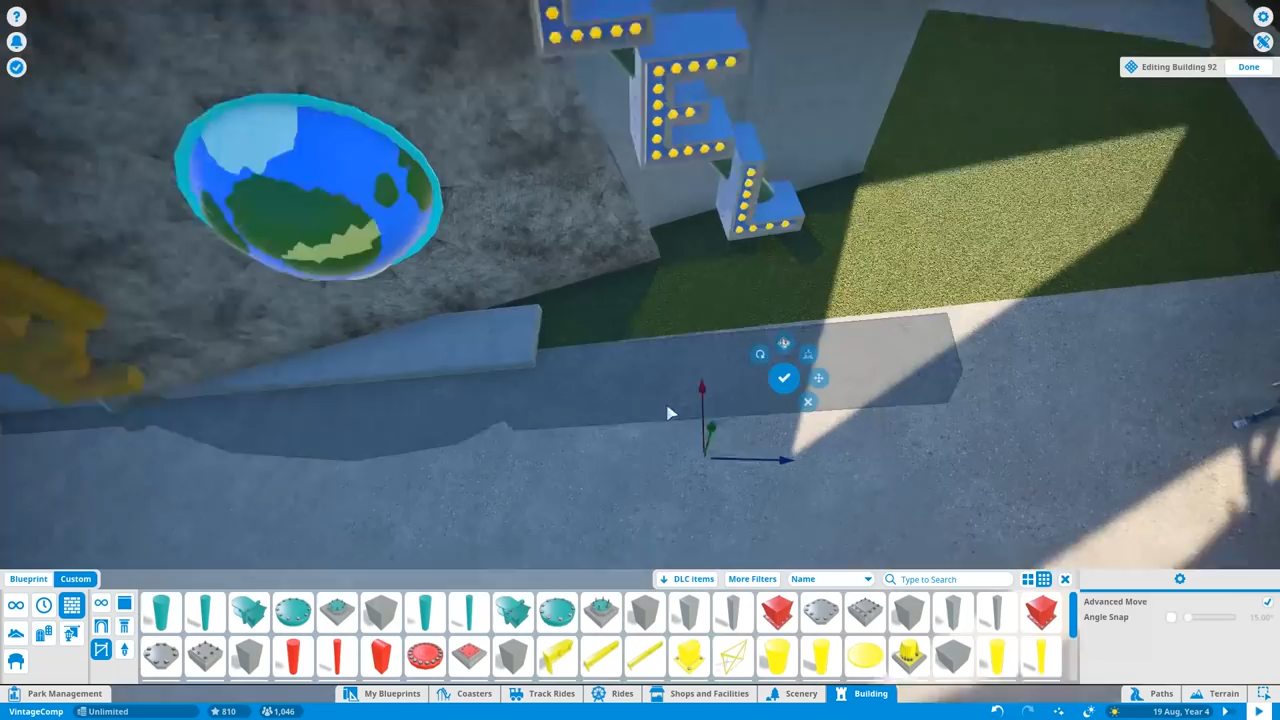 E
L
Editing Building 92 Done
Blueprint Custom
DLC items More Filters Name Type to Search
Advanced Move
Angle Snap 15.00°
Park Management My Blueprints Coasters Track Rides Rides Shops and Facilities Scenery Building Paths Terrain
VintageComp Unlimited 810 1,046 19 Aug, Year 4